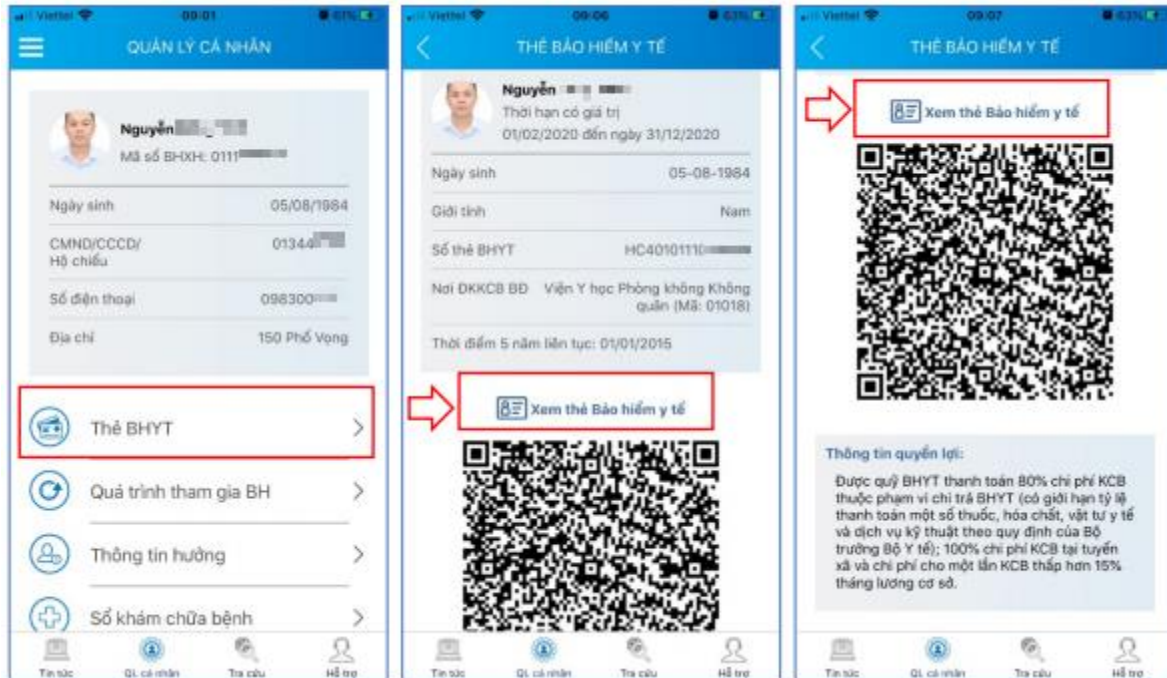 Viettel 09:01 61%
QUẢN LÝ CÁ NHÂN
Nguyễn
Mã số BHXH: 0111
Ngày sinh 05/08/1984
CMND/CCCD/ 01344
Hộ chiếu
Số điện thoại 098300
Địa chỉ 150 Phố Vọng
Thẻ BHYT
Quá trình tham gia BH
Thông tin hưởng
Sổ khám chữa bệnh
Tin tức QL cá nhân Tra cứu Hỗ trợ
Viettel 09:06 63%
THẺ BẢO HIỂM Y TẾ
Nguyễn
Thời hạn có giá trị
01/02/2020 đến ngày 31/12/2020
Ngày sinh 05-08-1984
Giới tính Nam
Số thẻ BHYT HC40101110
Nơi ĐKKCB BĐ Viện Y học Phòng không Không
quân (Mã: 01018)
Thời điểm 5 năm liên tục: 01/01/2015
Xem thẻ Bảo hiểm y tế
Tin tức QL cá nhân Tra cứu Hỗ trợ
Viettel 09:07 63%
THẺ BẢO HIỂM Y TẾ
Xem thẻ Bảo hiểm y tế
Thông tin quyền lợi:
Được quỹ BHYT thanh toán 80% chi phí KCB
thuộc phạm vi chi trả BHYT (có giới hạn tỷ lệ
thanh toán một số thuốc, hóa chất, vật tư y tế
và dịch vụ kỹ thuật theo quy định của Bộ
trưởng Bộ Y tế); 100% chi phí KCB tại tuyến
xã và chi phí cho một lần KCB thấp hơn 15%
tháng lương cơ sở.
Tin tức QL cá nhân Tra cứu Hỗ trợ